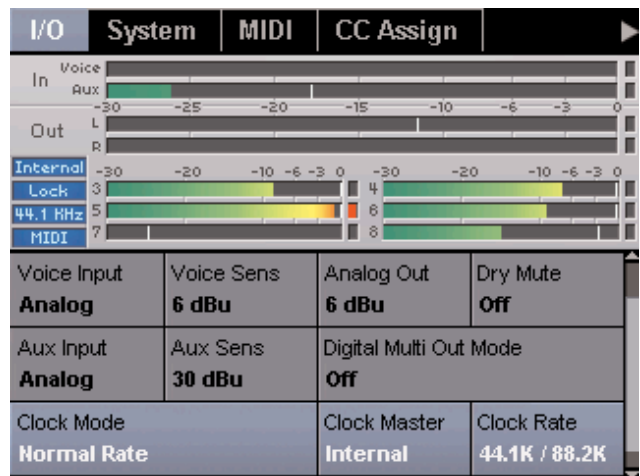 I/O System MIDI CC Assign
In Voice
Aux
-30 -25 -20 -15 -10 -6 -3 0
Out L
R
Internal -30 -20 -10 -6 -3 0 -30 -20 -10 -6 -3 0
Lock 3 4
44.1 KHz 5 6
MIDI 7 8
Voice Input Voice Sens Analog Out Dry Mute
Analog 6 dBu 6 dBu Off
Aux Input Aux Sens Digital Multi Out Mode
Analog 30 dBu Off
Clock Mode Clock Master Clock Rate
Normal Rate Internal 44.1K / 88.2K